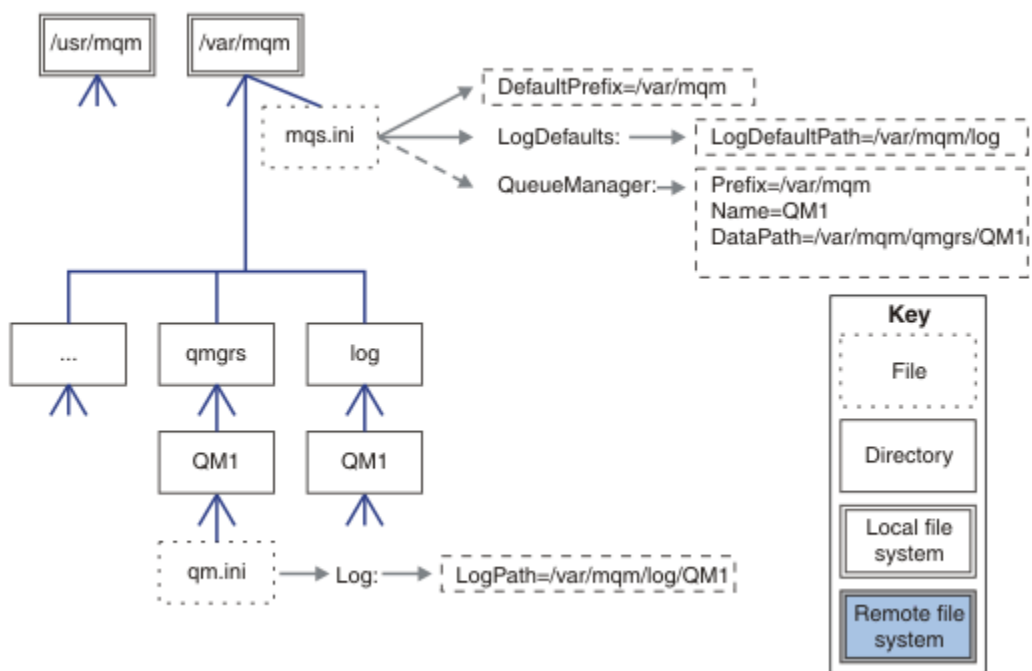 /usr/mqm
/var/mqm
mqs.ini
DefaultPrefix=/var/mqm
LogDefaults:
LogDefaultPath=/var/mqm/log
QueueManager:
Prefix=/var/mqm
Name=QM1
DataPath=/var/mqm/qmgrs/QM1
...
qmgrs
log
QM1
QM1
qm.ini
Log:
LogPath=/var/mqm/log/QM1
Key
File
Directory
Local file
system
Remote file
system